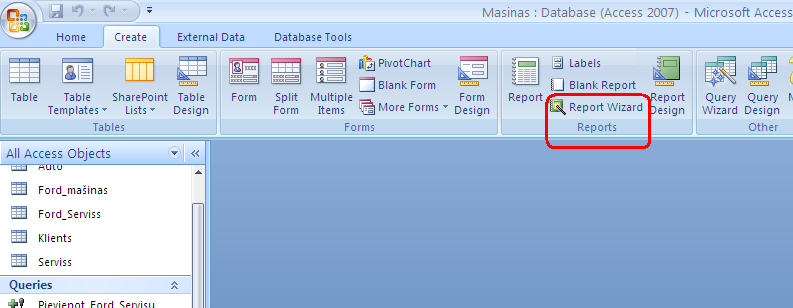 Masinas : Database (Access 2007) - Microsoft Access
Home Create External Data Database Tools
Table
Table Templates
SharePoint Lists
Table Design
Tables
Form
Split Form
Multiple Items
PivotChart
Blank Form
More Forms
Form Design
Forms
Report
Labels
Blank Report
Report Wizard
Report Design
Reports
Query Wizard
Query Design
Other
All Access Objects
Auto
Ford_mašinas
Ford_Serviss
Klients
Serviss
Queries
Pievienot_Ford_Servisu